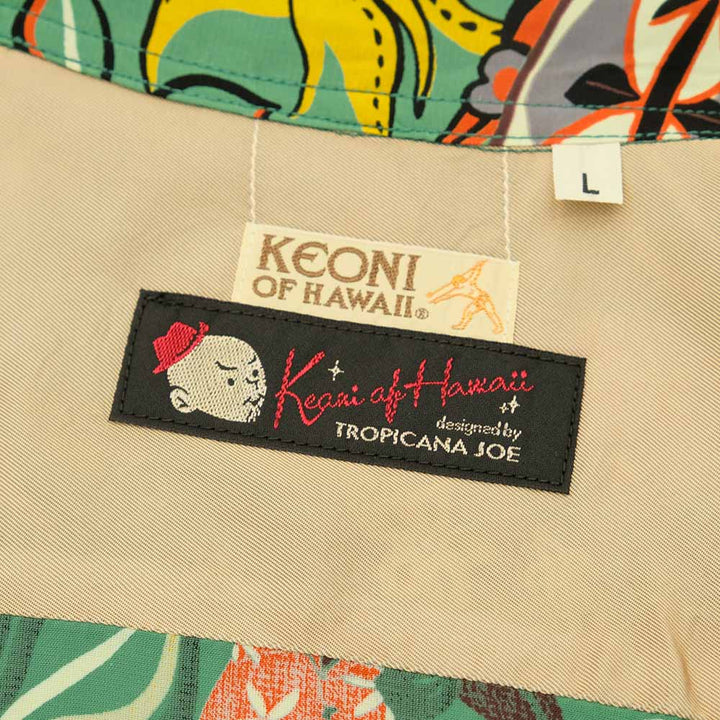 L
KEONI
OF HAWAII®
Keoni of Hawaii
designed by
TROPICANA JOE